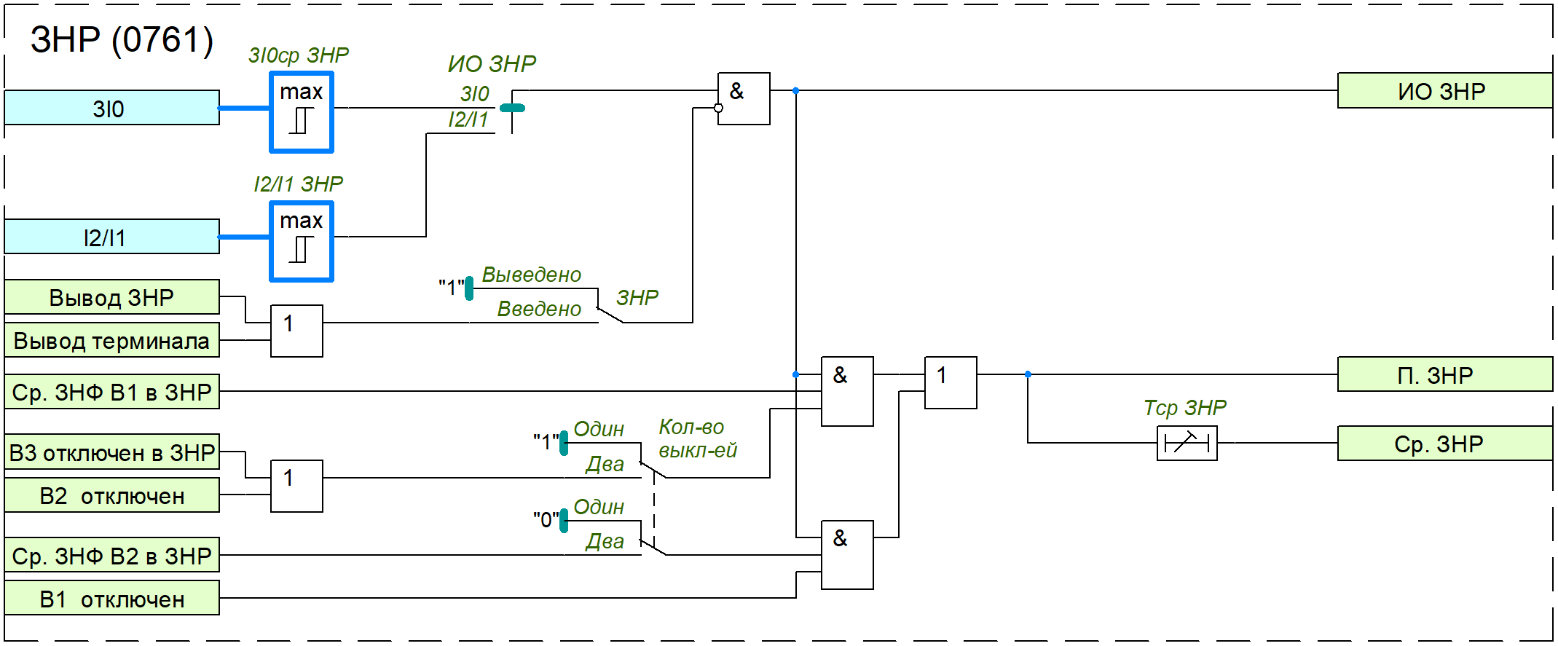 ЗНР (0761)
3I0ср ЗНР
max
3I0
ИО ЗНР
3I0
I2/I1
&
ИО ЗНР
I2/I1 ЗНР
max
I2/I1
Вывод ЗНР
Вывод терминала
1
"1"
Выведено
Введено
ЗНР
Ср. ЗНФ В1 в ЗНР
&
1
П. ЗНР
Тср ЗНР
Ср. ЗНР
В3 отключен в ЗНР
В2 отключен
1
"1"
Один
Два
Кол-во
выкл-ей
"0"
Один
Два
&
Ср. ЗНФ В2 в ЗНР
В1 отключен